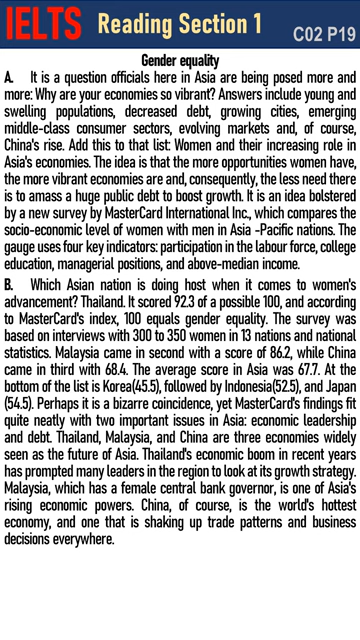 IELTS Reading Section 1 C02 P19
Gender equality
A. It is a question officials here in Asia are being posed more and
more: Why are your economies so vibrant? Answers include young and
swelling populations, decreased debt, growing cities, emerging
middle-class consumer sectors, evolving markets and, of course,
China's rise. Add this to that list: Women and their increasing role in
Asia's economies. The idea is that the more opportunities women have,
the more vibrant economies are and, consequently, the less need there
is to amass a huge public debt to boost growth. It is an idea bolstered
by a new survey by MasterCard International Inc., which compares the
socio-economic level of women with men in Asia -Pacific nations. The
gauge uses four key indicators: participation in the labour force, college
education, managerial positions, and above-median income.
B. Which Asian nation is doing host when it comes to women's
advancement? Thailand. It scored 92.3 of a possible 100, and according
to MasterCard's index, 100 equals gender equality. The survey was
based on interviews with 300 to 350 women in 13 nations and national
statistics. Malaysia came in second with a score of 86.2, while China
came in third with 68.4. The average score in Asia was 67.7. At the
bottom of the list is Korea(45.5), followed by Indonesia(52.5), and Japan
(54.5). Perhaps it is a bizarre coincidence, yet MasterCard's findings fit
quite neatly with two important issues in Asia: economic leadership
and debt. Thailand, Malaysia, and China are three economies widely
seen as the future of Asia. Thailand's economic boom in recent years
has prompted many leaders in the region to look at its growth strategy.
Malaysia, which has a female central bank governor, is one of Asia's
rising economic powers. China, of course, is the world's hottest
economy, and one that is shaking up trade patterns and business
decisions everywhere.